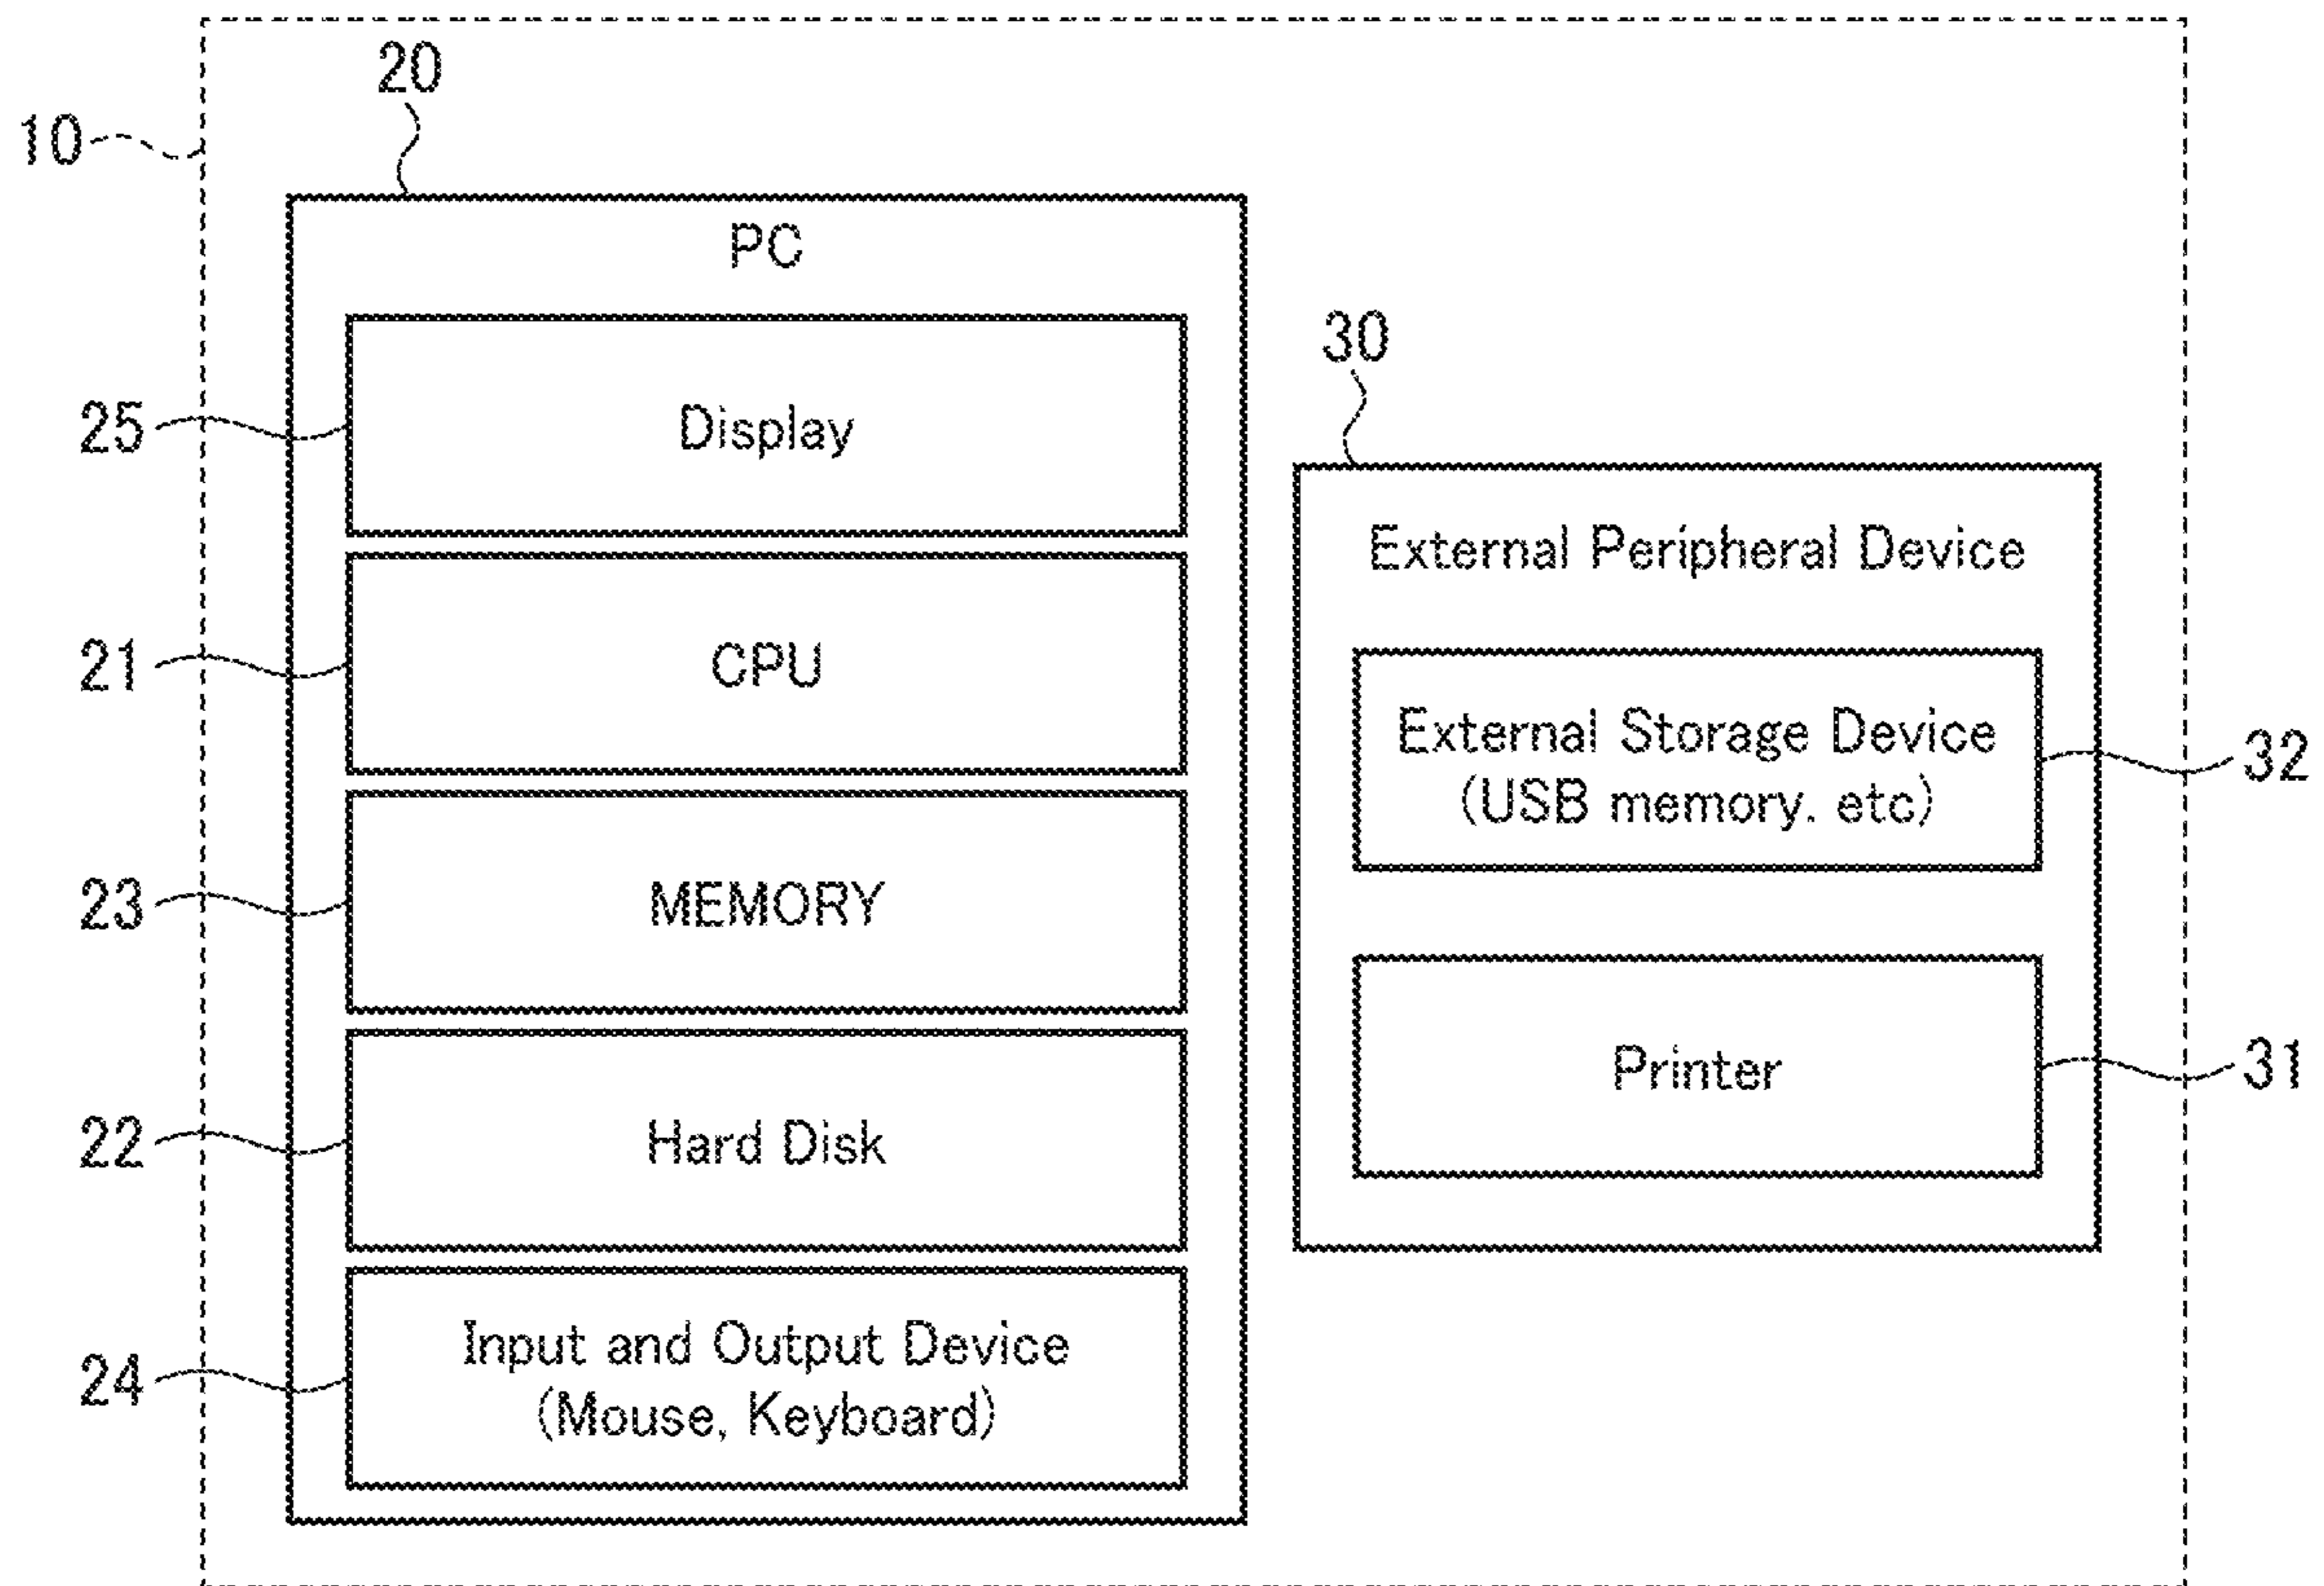 20
10
PC
30
25
Display
External Peripheral Device
21
CPU
External Storage Device
(USB memory. etc)
32
23
MEMORY
Printer
31
22
Hard Disk
24
Input and Output Device
(Mouse, Keyboard)